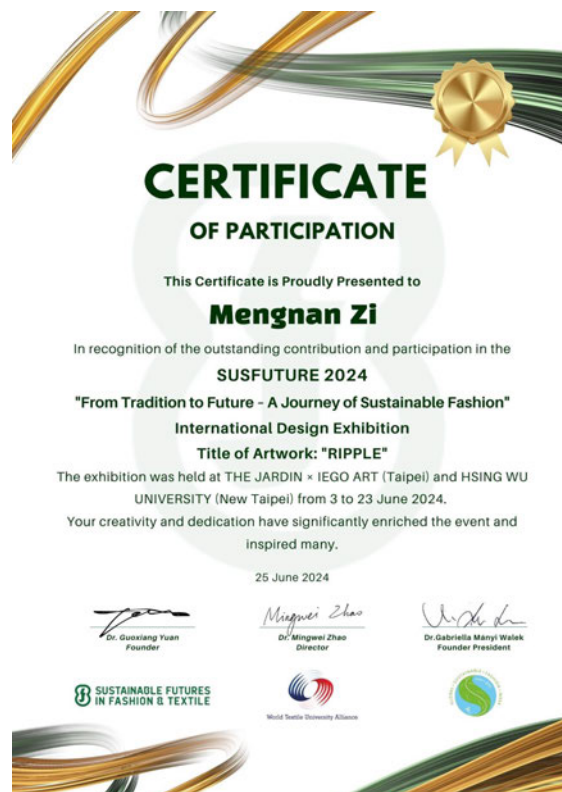 CERTIFICATE
OF PARTICIPATION
This Certificate is Proudly Presented to
Mengnan Zi
In recognition of the outstanding contribution and participation in the
SUSFUTURE 2024
"From Tradition to Future – A Journey of Sustainable Fashion"
International Design Exhibition
Title of Artwork: "RIPPLE"
The exhibition was held at THE JARDIN × IEGO ART (Taipei) and HSING WU
UNIVERSITY (New Taipei) from 3 to 23 June 2024.
Your creativity and dedication have significantly enriched the event and
inspired many.
25 June 2024
Mingwei Zhao
Dr. Guoxiang Yuan
Founder
Dr. Mingwei Zhao
Director
Dr.Gabriella Mányi Walek
Founder President
SUSTAINABLE FUTURES
IN FASHION & TEXTILE
World Textile University Alliance